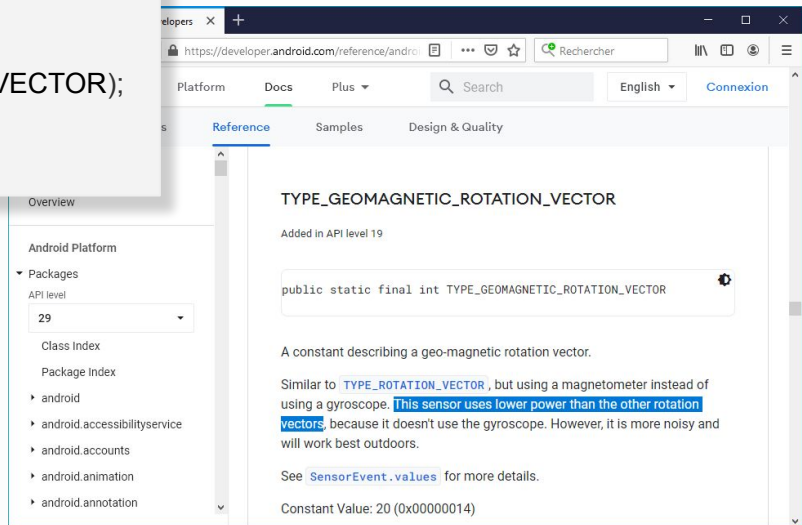 elopers
https://developer.android.com/reference/androi
Rechercher
VECTOR);
Platform Docs Plus Search English Connexion
s Reference Samples Design & Quality
Overview
Android Platform
Packages
API level
29
Class Index
Package Index
android
android.accessibilityservice
android.accounts
android.animation
android.annotation
TYPE_GEOMAGNETIC_ROTATION_VECTOR
Added in API level 19
public static final int TYPE_GEOMAGNETIC_ROTATION_VECTOR
A constant describing a geo-magnetic rotation vector.
Similar to TYPE_ROTATION_VECTOR, but using a magnetometer instead of
using a gyroscope. This sensor uses lower power than the other rotation
vectors, because it doesn't use the gyroscope. However, it is more noisy and
will work best outdoors.
See SensorEvent.values for more details.
Constant Value: 20 (0x00000014)